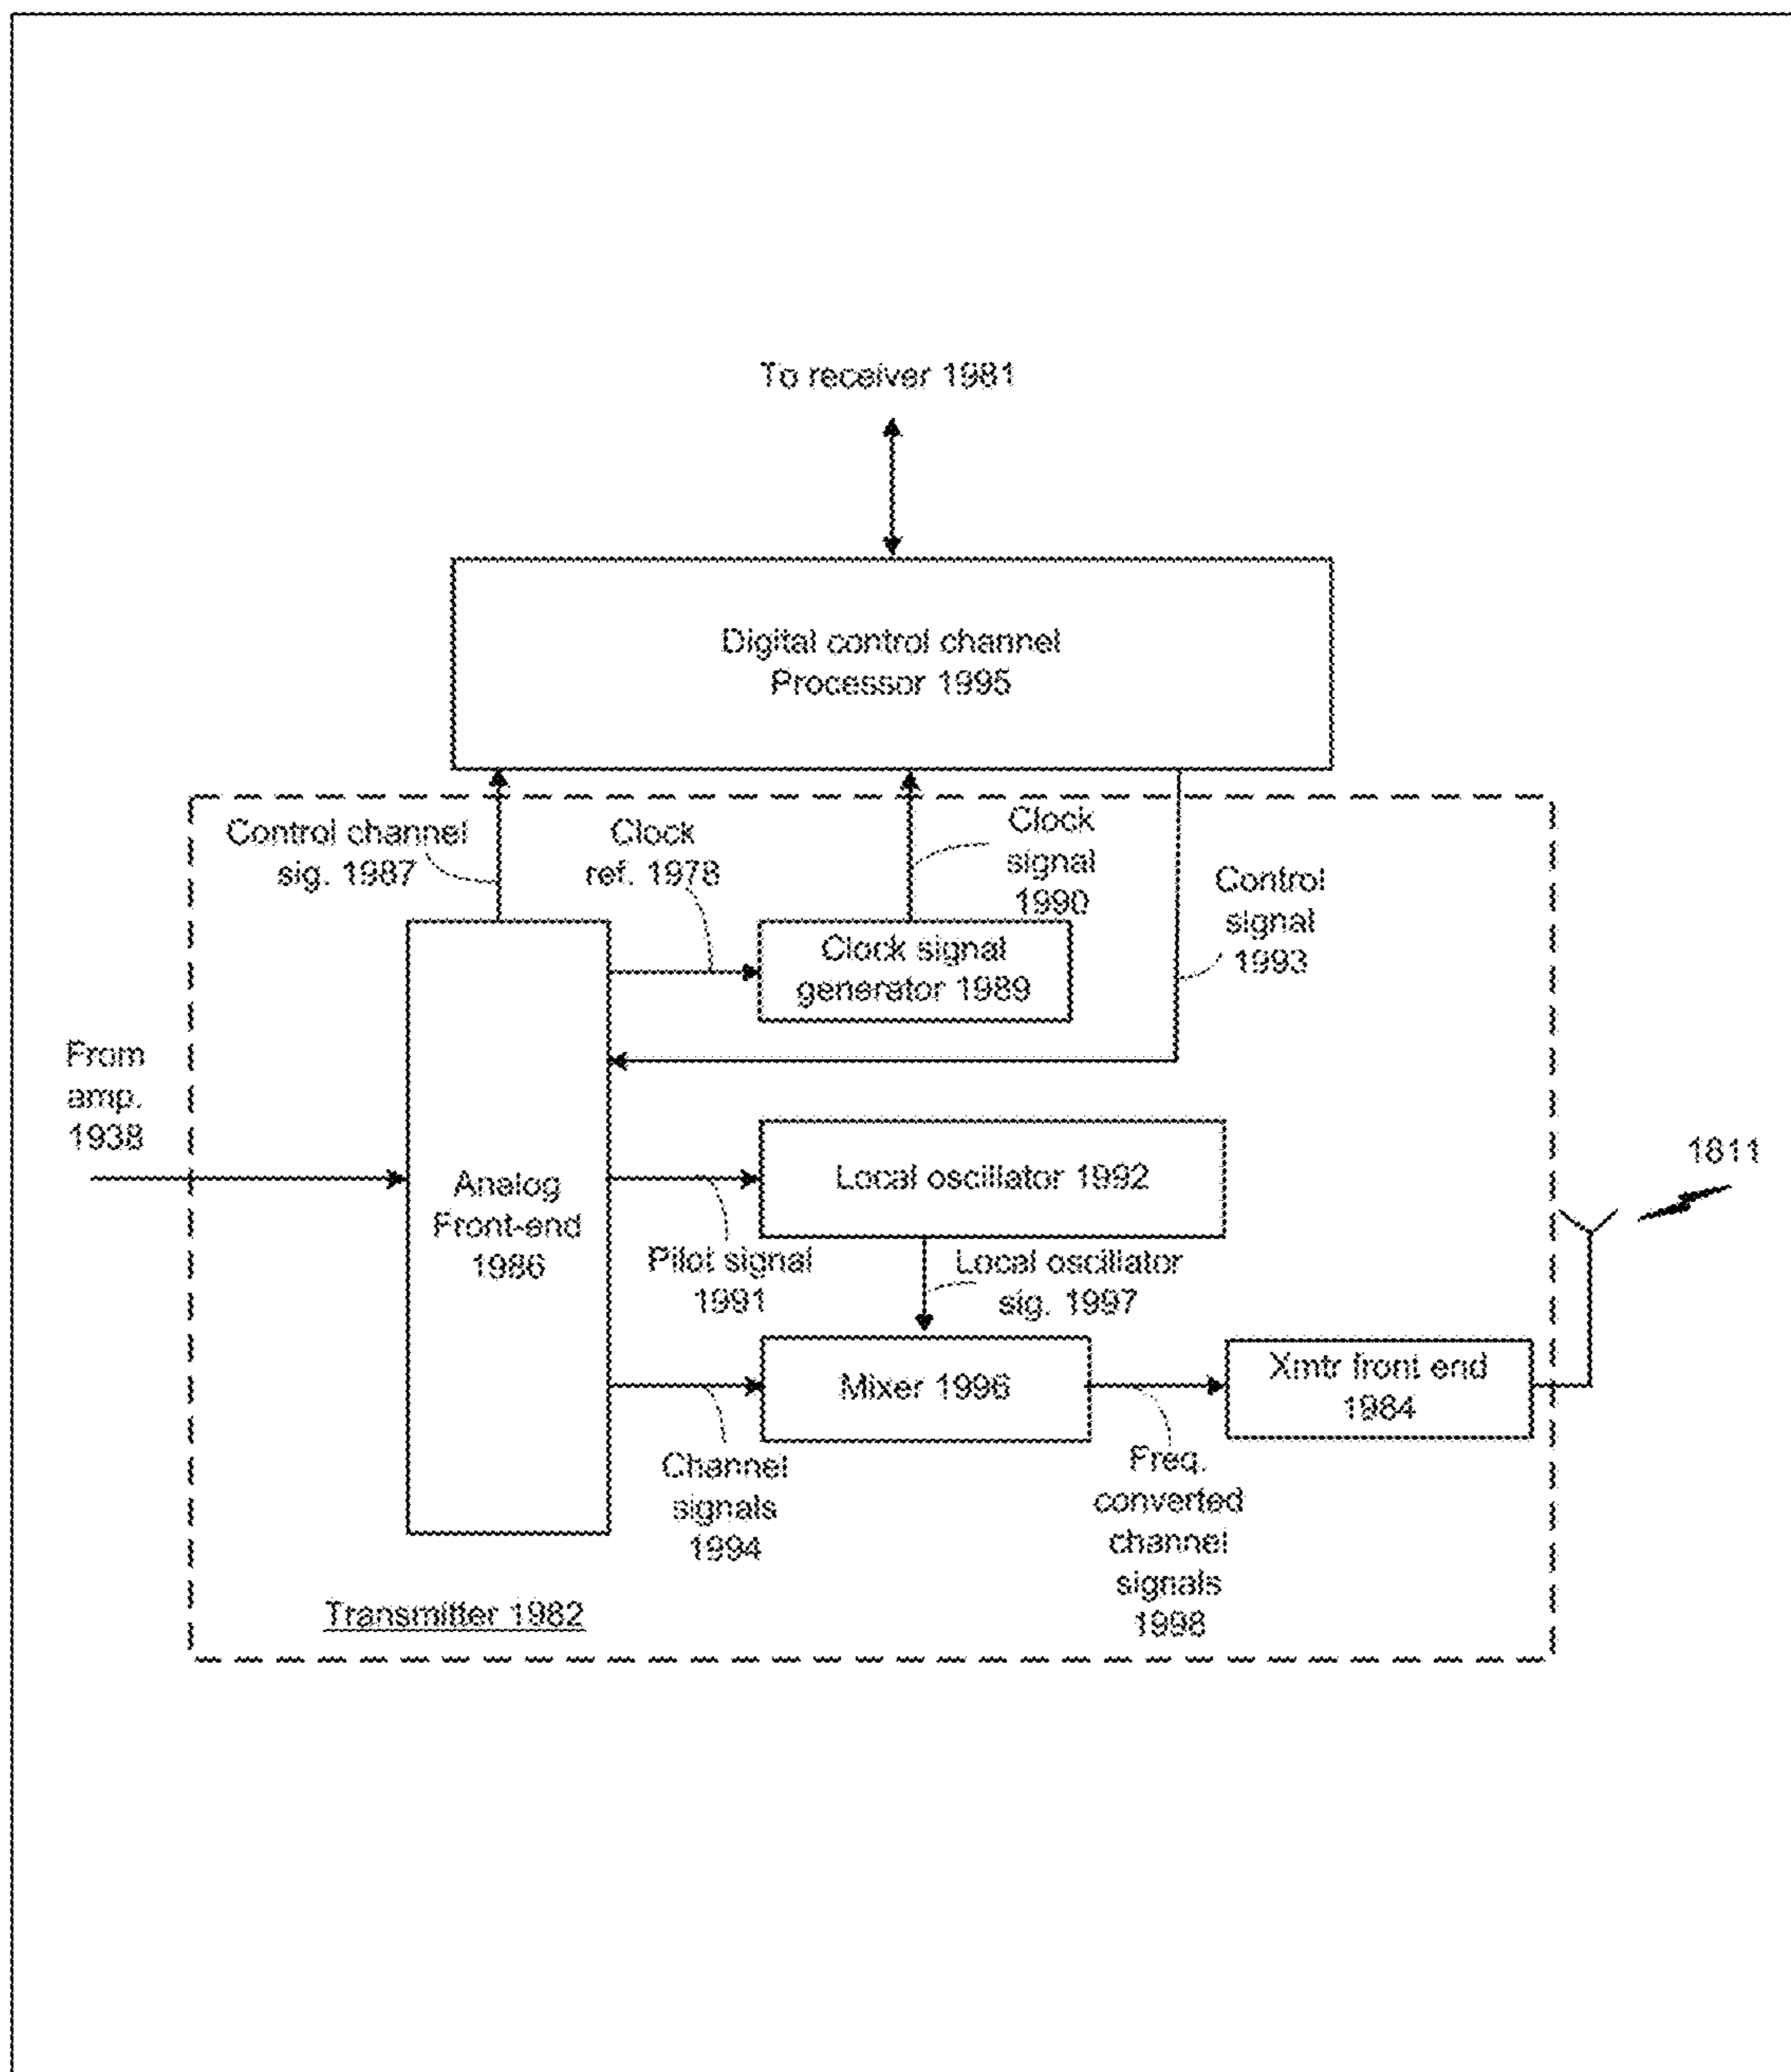 To receiver 1981
Digital control channel
Processor 1995
Control channel
sig. 1987
Clock
ref. 1978
Clock
signal
1990
Control
signal
1993
Clock signal
generator 1989
From
amp.
1938
Analog
Front-end
1986
Local oscillator 1992
1811
Pilot signal
1991
Local oscillator
sig. 1997
Mixer 1996
Xmtr front end
1984
Channel
signals
1994
Freq.
converted
channel
signals
1998
Transmitter 1982